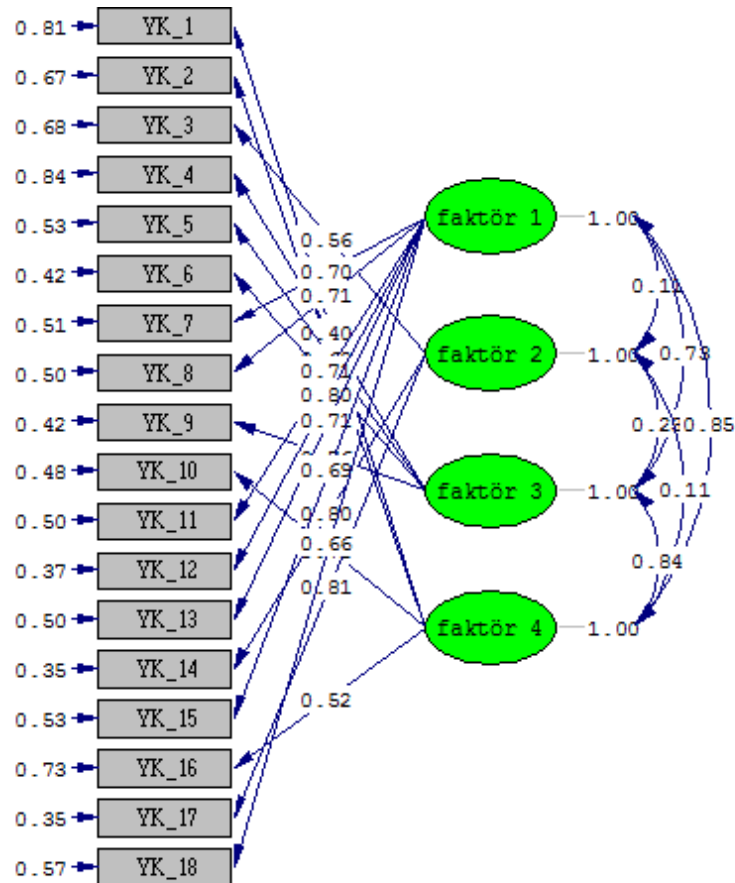 0.81 YK_1
0.67 YK_2
0.68 YK_3
0.84 YK_4
0.53 YK_5
0.42 YK_6
0.51 YK_7
0.50 YK_8
0.42 YK_9
0.48 YK_10
0.50 YK_11
0.37 YK_12
0.50 YK_13
0.35 YK_14
0.53 YK_15
0.73 YK_16
0.35 YK_17
0.57 YK_18
0.56
0.70
0.71
0.40
0.71
0.80
0.71
0.69
0.80
0.66
0.81
0.52
faktör 1 1.00
faktör 2 1.00
faktör 3 1.00
faktör 4 1.00
0.73
0.85
0.11
0.84